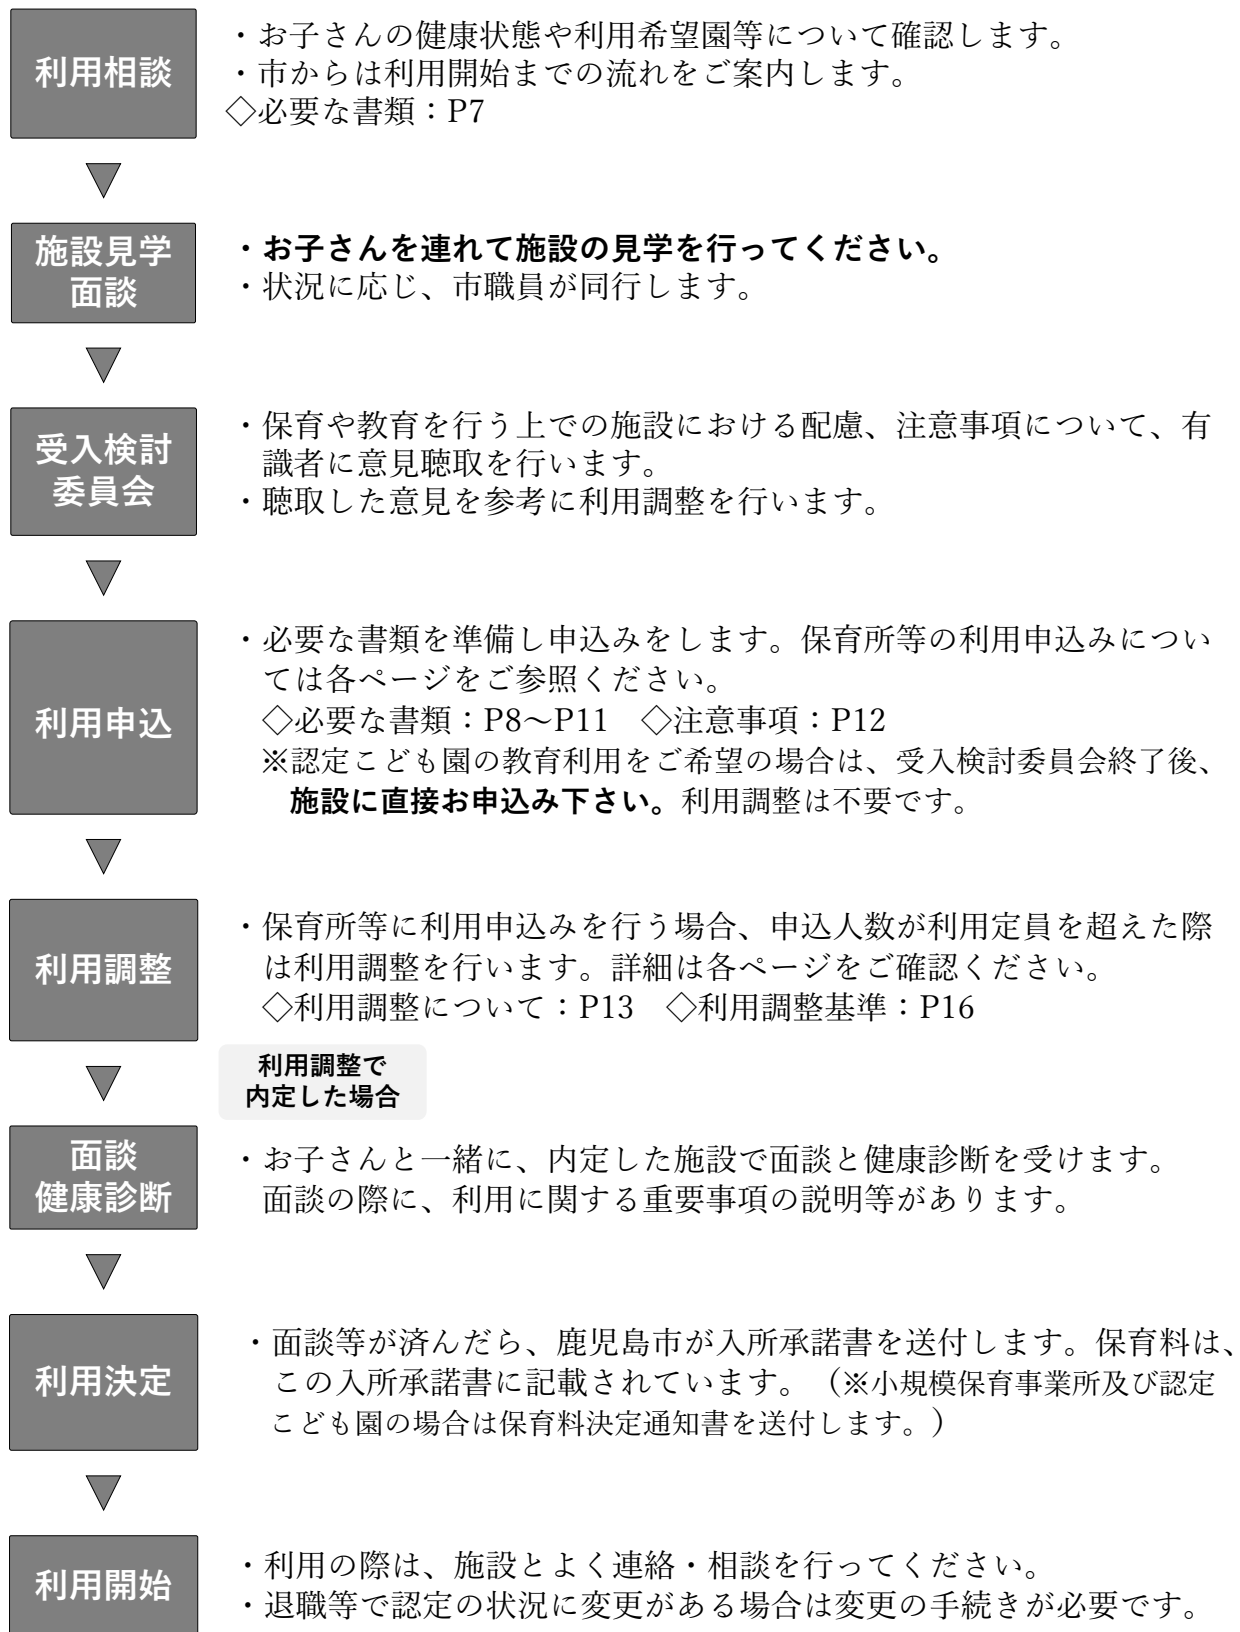 利用相談
・お子さんの健康状態や利用希望園等について確認します。
・市からは利用開始までの流れをご案内します。
◇必要な書類：P7
施設見学
面談
・お子さんを連れて施設の見学を行ってください。
・状況に応じ、市職員が同行します。
受入検討
委員会
・保育や教育を行う上での施設における配慮、注意事項について、有
識者に意見聴取を行います。
・聴取した意見を参考に利用調整を行います。
利用申込
・必要な書類を準備し申込みをします。保育所等の利用申込みについ
ては各ページをご参照ください。
◇必要な書類：P8～P11　◇注意事項：P12
※認定こども園の教育利用をご希望の場合は、受入検討委員会終了後、
施設に直接お申込み下さい。利用調整は不要です。
利用調整
・保育所等に利用申込みを行う場合、申込人数が利用定員を超えた際
は利用調整を行います。詳細は各ページをご確認ください。
◇利用調整について：P13　◇利用調整基準：P16
利用調整で
内定した場合
面談
健康診断
・お子さんと一緒に、内定した施設で面談と健康診断を受けます。
面談の際に、利用に関する重要事項の説明等があります。
利用決定
・面談等が済んだら、鹿児島市が入所承諾書を送付します。保育料は、
この入所承諾書に記載されています。（※小規模保育事業所及び認定
こども園の場合は保育料決定通知書を送付します。）
利用開始
・利用の際は、施設とよく連絡・相談を行ってください。
・退職等で認定の状況に変更がある場合は変更の手続きが必要です。